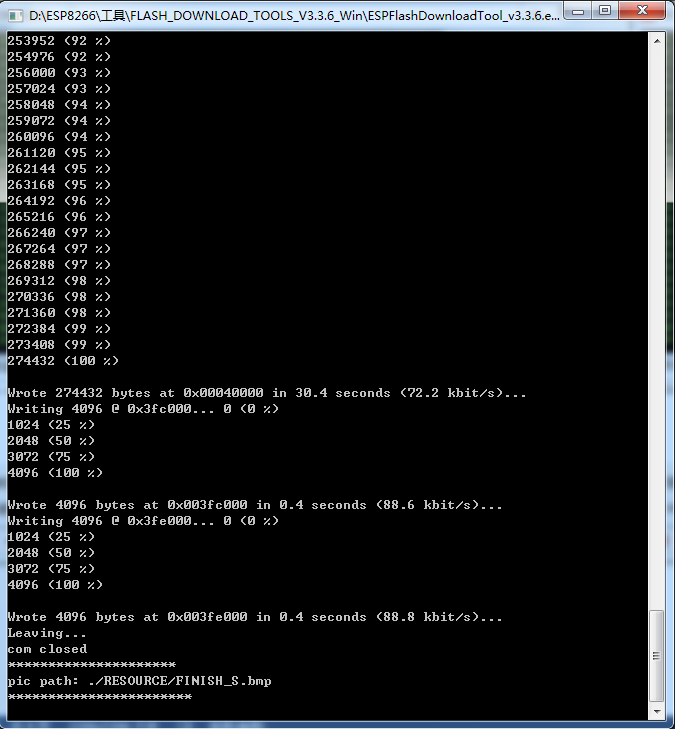 D:\ESP8266\工具\FLASH_DOWNLOAD_TOOLS_V3.3.6_Win\ESPFlashDownloadTool_v3.3.6.e...
253952 (92 %)
254976 (92 %)
256000 (93 %)
257024 (93 %)
258048 (94 %)
259072 (94 %)
260096 (94 %)
261120 (95 %)
262144 (95 %)
263168 (95 %)
264192 (96 %)
265216 (96 %)
266240 (97 %)
267264 (97 %)
268288 (97 %)
269312 (98 %)
270336 (98 %)
271360 (98 %)
272384 (99 %)
273408 (99 %)
274432 (100 %)
Wrote 274432 bytes at 0x00040000 in 30.4 seconds (72.2 kbit/s)...
Writing 4096 @ 0x3fc000... 0 (0 %)
1024 (25 %)
2048 (50 %)
3072 (75 %)
4096 (100 %)
Wrote 4096 bytes at 0x003fc000 in 0.4 seconds (88.6 kbit/s)...
Writing 4096 @ 0x3fe000... 0 (0 %)
1024 (25 %)
2048 (50 %)
3072 (75 %)
4096 (100 %)
Wrote 4096 bytes at 0x003fe000 in 0.4 seconds (88.8 kbit/s)...
Leaving...
com closed
*********************
pic path: ./RESOURCE/FINISH_S.bmp
***********************